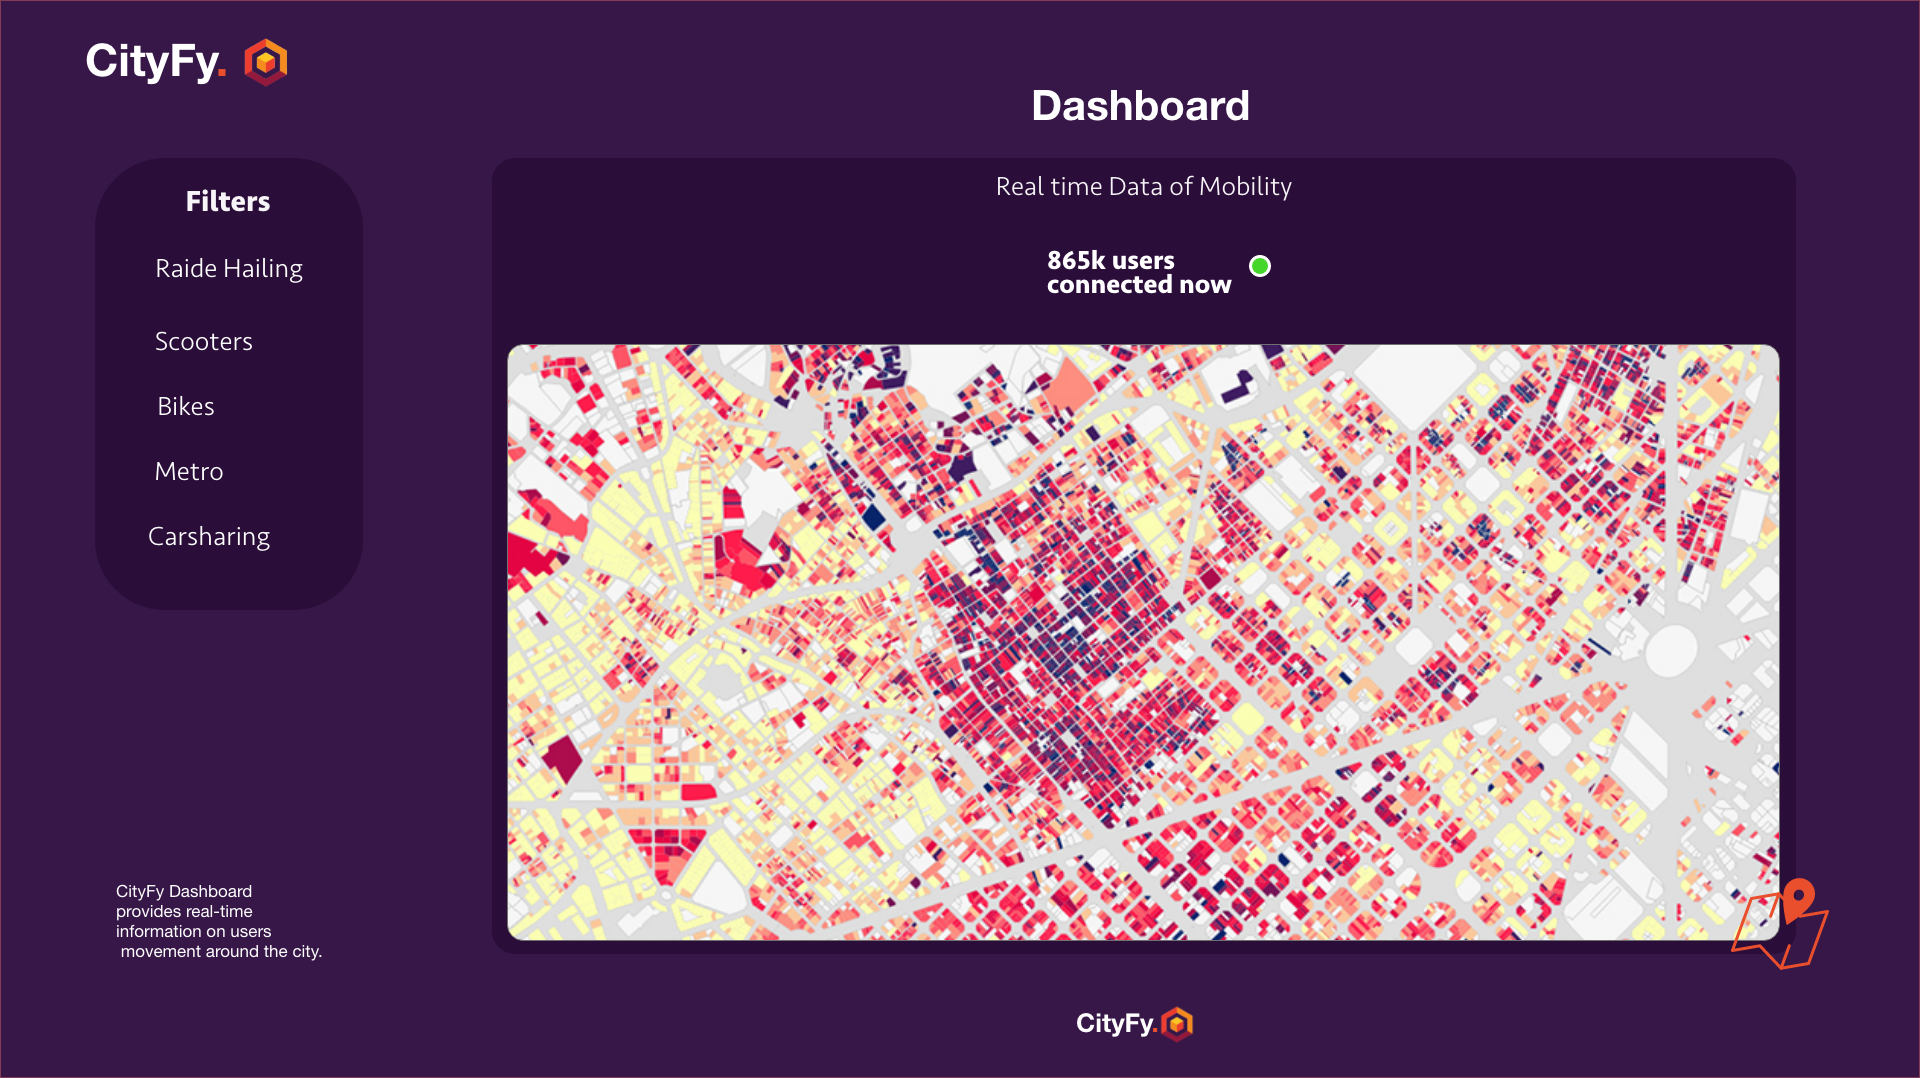 CityFy.
Dashboard
Filters
Raide Hailing
Scooters
Bikes
Metro
Carsharing
Real time Data of Mobility
865k users
connected now
CityFy Dashboard
provides real-time
information on users
movement around the city.
CityFy.